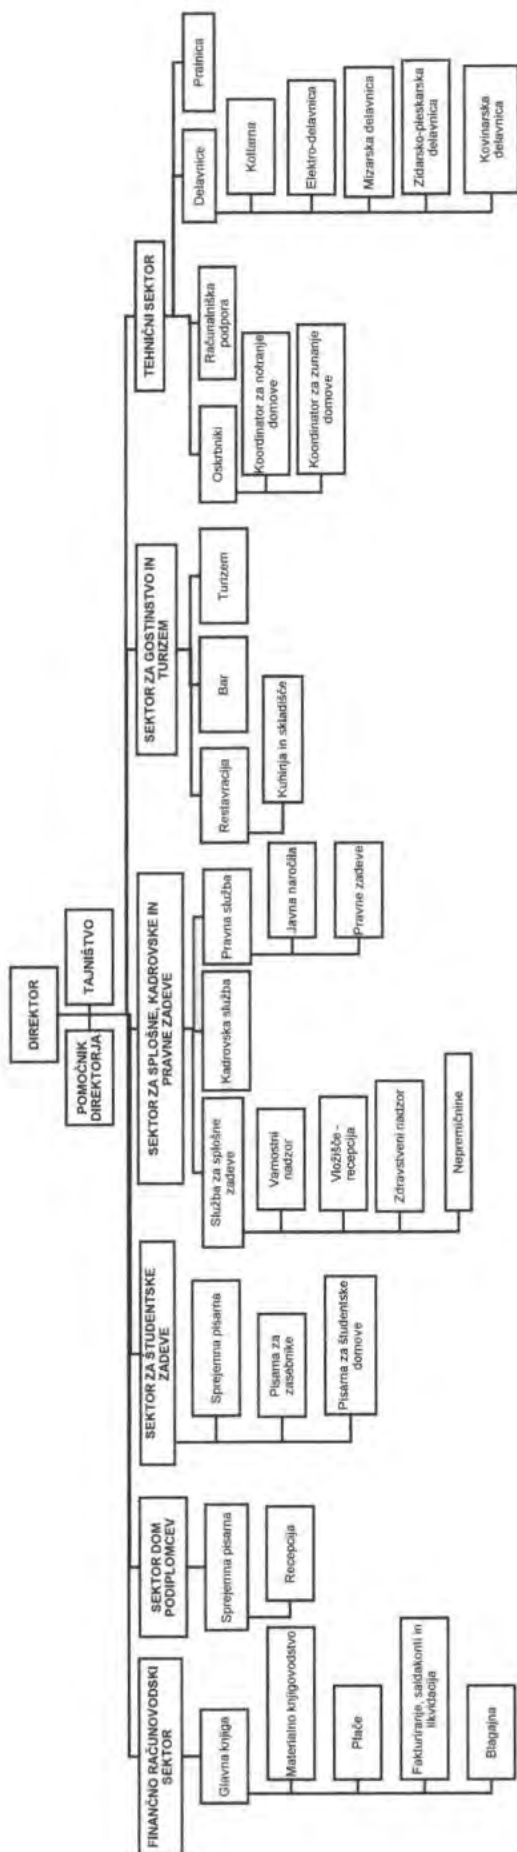 DIREKTOR
POMOČNIK
DIREKTORJA
TAJNIŠTVO
FINANČNO RAČUNOVODSKI
SEKTOR
Glavna knjiga
Materialno knjigovodstvo
Plače
Fakturiranje, saldakonti in
likvidacija
Blagajna
SEKTOR DOM
PODIPLOMCEV
Sprejemna pisarna
Recepcija
SEKTOR ZA ŠTUDENTSKE
ZADEVE
Sprejemna pisarna
Pisarna za
zasebnike
Pisarna za študentske
domove
SEKTOR ZA SPLOŠNE, KADROVSKE IN
PRAVNE ZADEVE
Služba za splošne
zadeve
Varnostni
nadzor
Vložišče -
recepcija
Zdravstveni nadzor
Nepremičnine
Kadrovska služba
Pravna služba
Javna naročila
Pravne zadeve
SEKTOR ZA GOSTINSTVO IN
TURIZEM
Restavracija
Kuhinja in skladišče
Bar
Turizem
TEHNIČNI SEKTOR
Oskrbniki
Koordinator za notranje
domove
Koordinator za zunanje
domove
Računalniška
podpora
Delavnice
Kotlarna
Elektro-delavnica
Mizarska delavnica
Zidarsko-pleskarska
delavnica
Kovinarska
delavnica
Pralnica